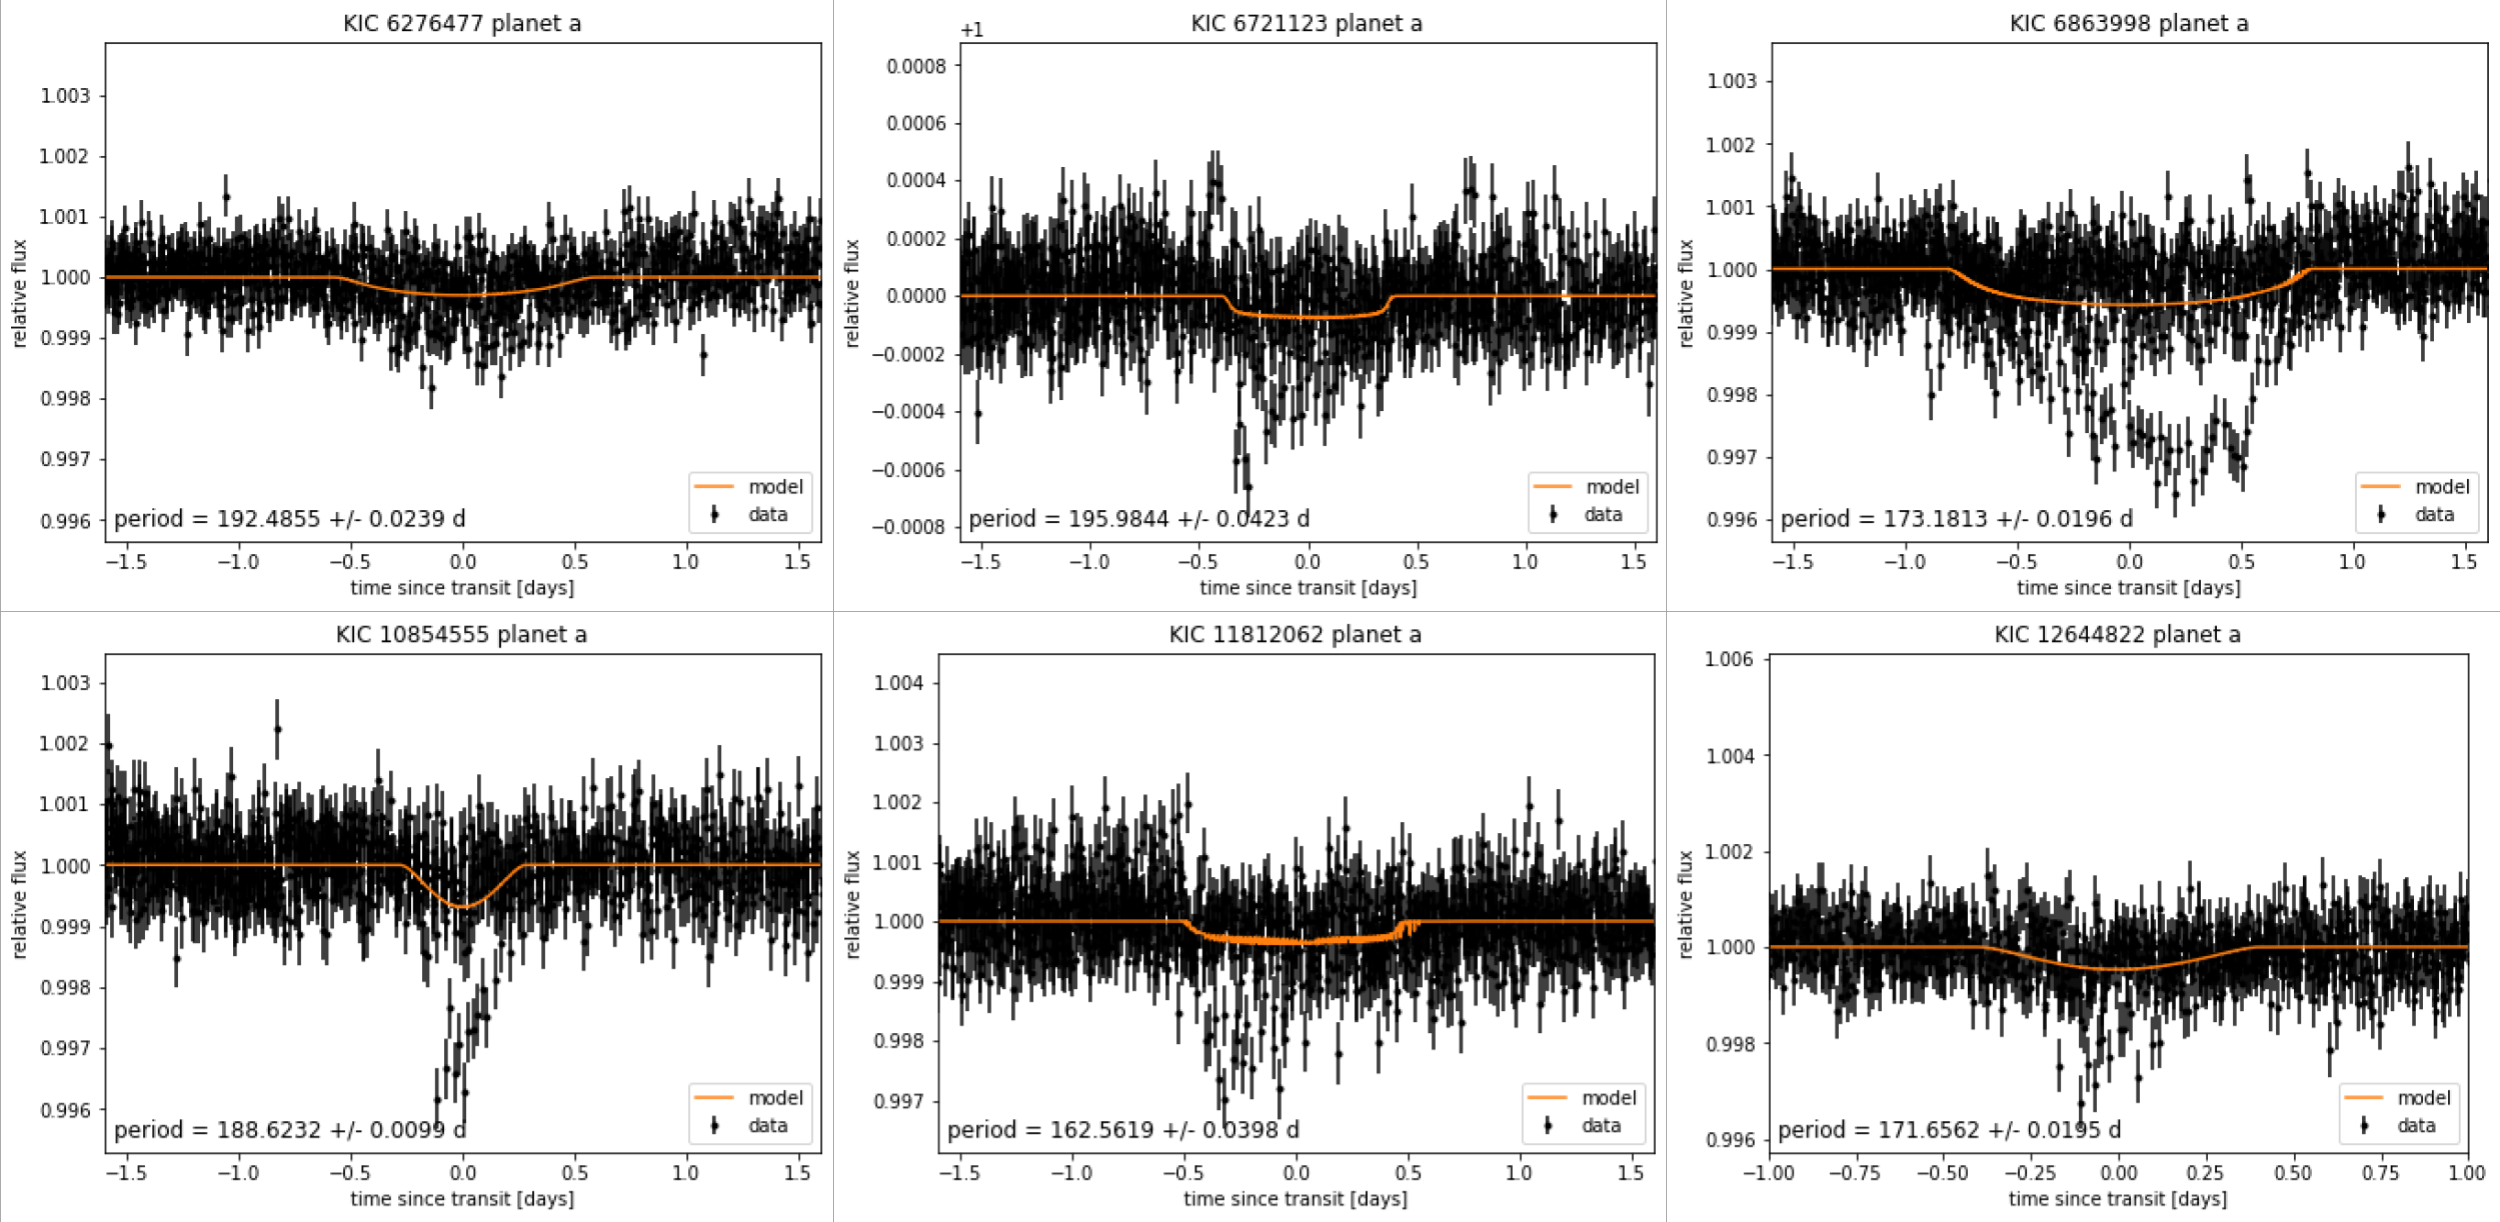 KIC 6276477 planet a
1.003
1.002
1.001
1.000
0.999
0.998
0.997
0.996
relative flux
period = 192.4855 +/- 0.0239 d
model
data
−1.5 −1.0 −0.5 0.0 0.5 1.0 1.5
time since transit [days]
KIC 6721123 planet a
+1
0.0008
0.0006
0.0004
0.0002
0.0000
−0.0002
−0.0004
−0.0006
−0.0008
relative flux
period = 195.9844 +/- 0.0423 d
model
data
−1.5 −1.0 −0.5 0.0 0.5 1.0 1.5
time since transit [days]
KIC 6863998 planet a
1.003
1.002
1.001
1.000
0.999
0.998
0.997
0.996
relative flux
period = 173.1813 +/- 0.0196 d
model
data
−1.5 −1.0 −0.5 0.0 0.5 1.0 1.5
time since transit [days]
KIC 10854555 planet a
1.003
1.002
1.001
1.000
0.999
0.998
0.997
0.996
relative flux
period = 188.6232 +/- 0.0099 d
model
data
−1.5 −1.0 −0.5 0.0 0.5 1.0 1.5
time since transit [days]
KIC 11812062 planet a
1.004
1.003
1.002
1.001
1.000
0.999
0.998
0.997
relative flux
period = 162.5619 +/- 0.0398 d
model
data
−1.5 −1.0 −0.5 0.0 0.5 1.0 1.5
time since transit [days]
KIC 12644822 planet a
1.006
1.004
1.002
1.000
0.998
0.996
relative flux
period = 171.6562 +/- 0.0195 d
model
data
−1.00 −0.75 −0.50 −0.25 0.00 0.25 0.50 0.75 1.00
time since transit [days]